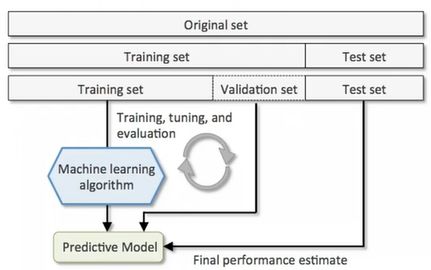 Original set
Training set
Test set
Training set
Validation set
Test set
Training, tuning, and
evaluation
Machine learning
algorithm
Predictive Model
Final performance estimate